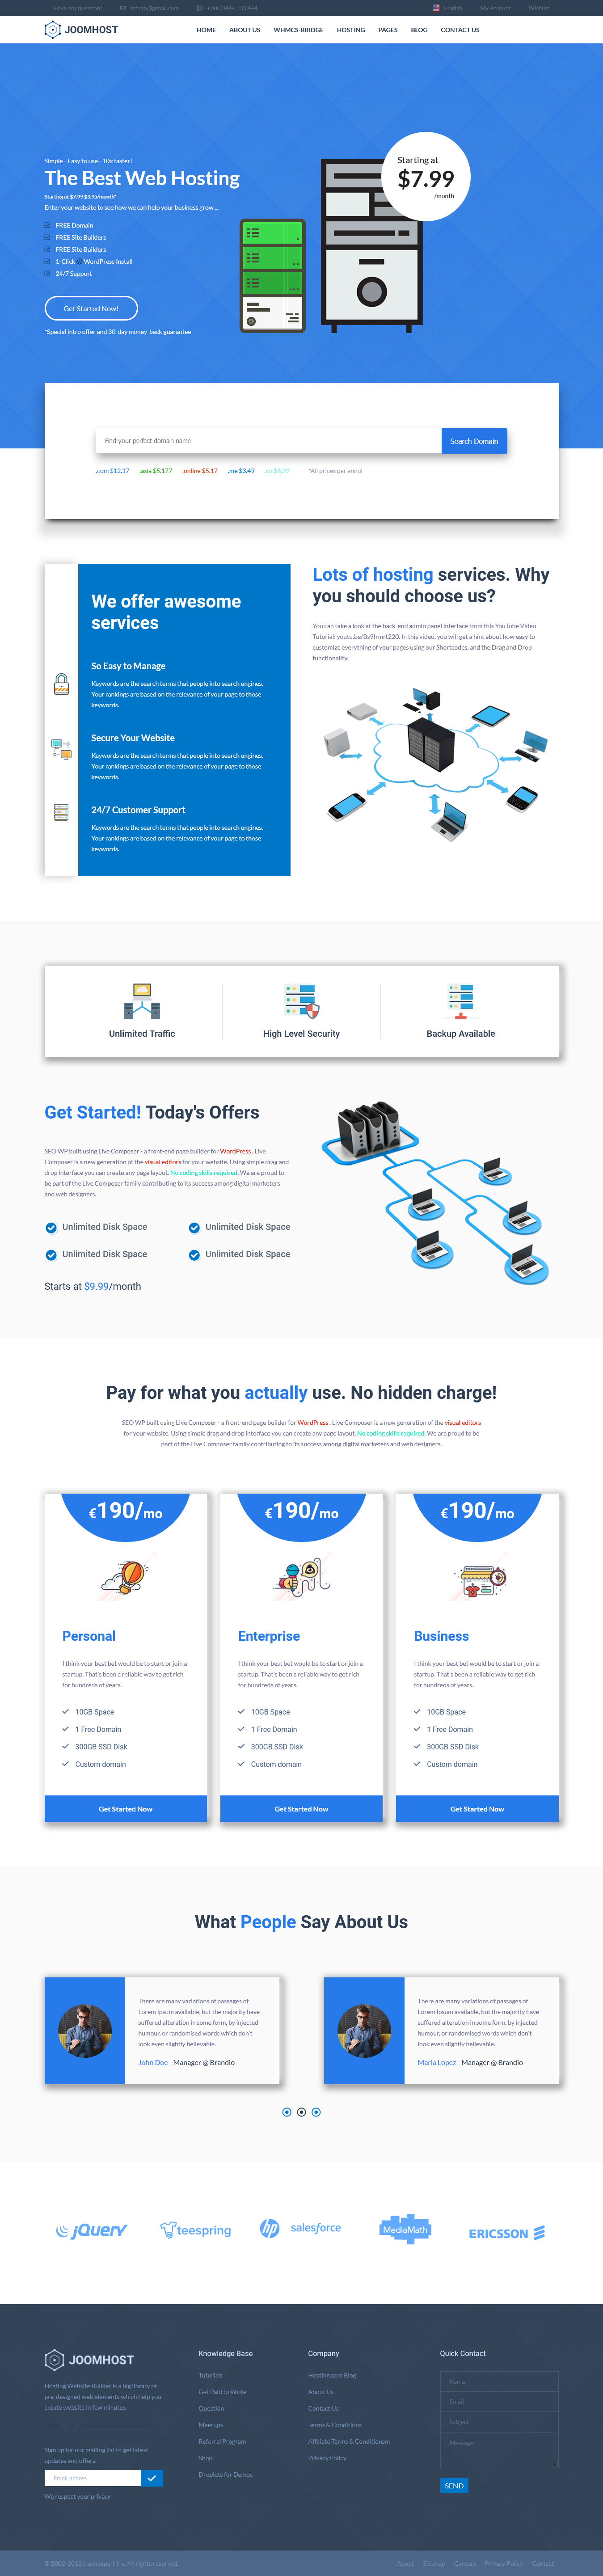 Have any question?
infinity@gmail.com
+380 0444 333 444
English
My Account
Wishlist
JOOMHOST
HOME
ABOUT US
WHMCS-BRIDGE
HOSTING
PAGES
BLOG
CONTACT US
Simple - Easy to use - 10x faster!
The Best Web Hosting
Starting at $7.99 $3.95/month*
Enter your website to see how we can help your business grow ...
FREE Domain
FREE Site Builders
FREE Site Builders
1-Click WordPress Install
24/7 Support
Get Started Now!
*Special intro offer and 30-day money-back guarantee
Starting at
$7.99
/month
Find your perfect domain name
Search Domain
.com $12.17
.asia $5.177
.online $5.17
.me $3.49
.cn $6.99
*All prices per annul
We offer awesome
services
So Easy to Manage
Keywords are the search terms that people into search engines.
Your rankings are based on the relevance of your page to those
keywords.
Secure Your Website
Keywords are the search terms that people into search engines.
Your rankings are based on the relevance of your page to those
keywords.
24/7 Customer Support
Keywords are the search terms that people into search engines.
Your rankings are based on the relevance of your page to those
keywords.
Lots of hosting services. Why
you should choose us?
You can take a look at the back-end admin panel interface from this YouTube Video
Tutorial: youtu.be/Bs9trmrt220. In this video, you will get a hint about how easy to
customize everything of your pages using our Shortcodes, and the Drag and Drop
functionality.
Unlimited Traffic
High Level Security
Backup Available
Get Started! Today's Offers
SEO WP built using Live Composer - a front-end page builder for WordPress . Live
Composer is a new generation of the visual editors for your website. Using simple drag and
drop interface you can create any page layout. No coding skills required. We are proud to
be part of the Live Composer family contributing to its success among digital marketers
and web designers.
Unlimited Disk Space
Unlimited Disk Space
Unlimited Disk Space
Unlimited Disk Space
Starts at $9.99/month
Pay for what you actually use. No hidden charge!
SEO WP built using Live Composer - a front-end page builder for WordPress . Live Composer is a new generation of the visual editors
for your website. Using simple drag and drop interface you can create any page layout. No coding skills required. We are proud to be
part of the Live Composer family contributing to its success among digital marketers and web designers.
€190/mo
Personal
I think your best bet would be to start or join a
startup. That's been a reliable way to get rich
for hundreds of years.
10GB Space
1 Free Domain
300GB SSD Disk
Custom domain
Get Started Now
€190/mo
Enterprise
I think your best bet would be to start or join a
startup. That's been a reliable way to get rich
for hundreds of years.
10GB Space
1 Free Domain
300GB SSD Disk
Custom domain
Get Started Now
€190/mo
Business
I think your best bet would be to start or join a
startup. That's been a reliable way to get rich
for hundreds of years.
10GB Space
1 Free Domain
300GB SSD Disk
Custom domain
Get Started Now
What People Say About Us
There are many variations of passages of
Lorem Ipsum available, but the majority have
suffered alteration in some form, by injected
humour, or randomised words which don't
look even slightly believable.
John Doe - Manager @ Brandio
There are many variations of passages of
Lorem Ipsum available, but the majority have
suffered alteration in some form, by injected
humour, or randomised words which don't
look even slightly believable.
Maria Lopez - Manager @ Brandio
jQuery
teespring
hp
salesforce
MediaMath
ERICSSON
JOOMHOST
Hosting Website Builder is a big library of
pre-designed web elements which help you
create website in few minutes.
Sign up for our mailing list to get latest
updates and offers.
Email addres
We respect your privacy
Knowledge Base
Tuturials
Get Paid to Write
Question
Meetups
Referral Program
Shop
Droplets for Demos
Company
Hosting.com Blog
About Us
Contact Us
Terms & Conditions
Affiliate Terms & Conditionsm
Privacy Policy
Quick Contact
Name
Email
Subject
Message
SEND
© 2002-2018 themexpert Inc. All rights reserved.
About
Sitemap
Careers
Privacy Policy
Contact